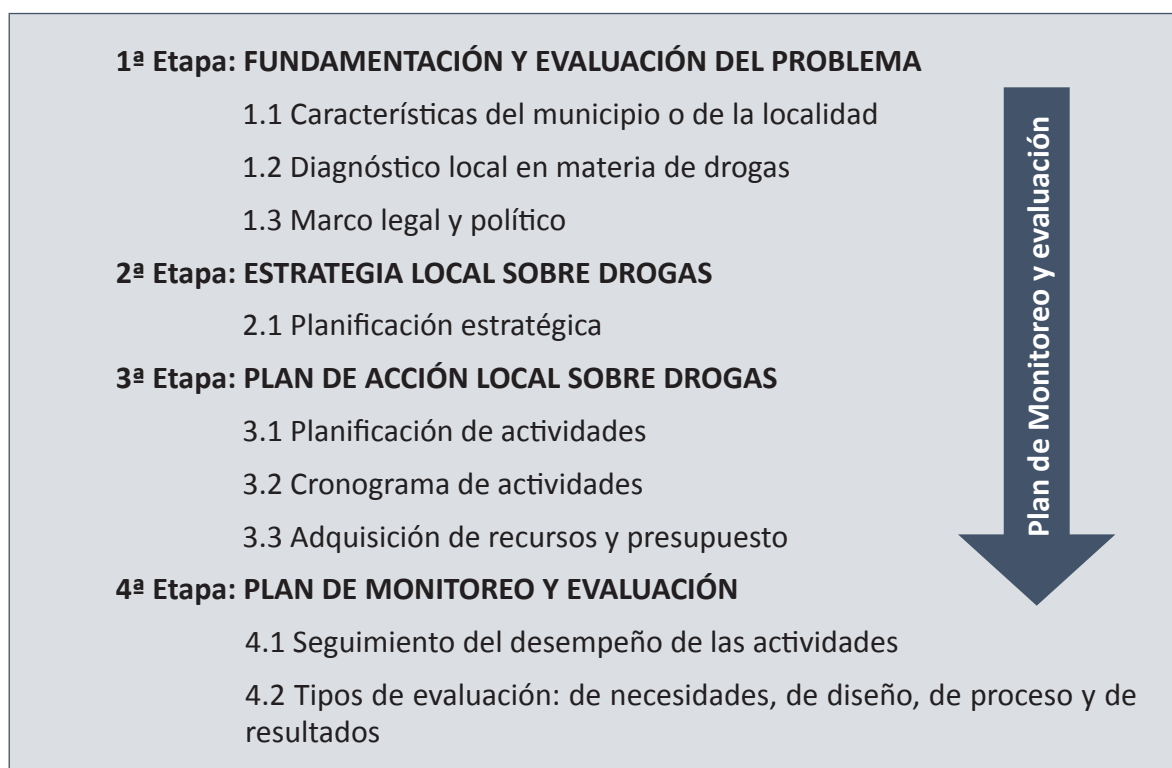 1ª Etapa: FUNDAMENTACIÓN Y EVALUACIÓN DEL PROBLEMA
1.1 Características del municipio o de la localidad
1.2 Diagnóstico local en materia de drogas
1.3 Marco legal y político
2ª Etapa: ESTRATEGIA LOCAL SOBRE DROGAS
2.1 Planificación estratégica
3ª Etapa: PLAN DE ACCIÓN LOCAL SOBRE DROGAS
3.1 Planificación de actividades
3.2 Cronograma de actividades
3.3 Adquisición de recursos y presupuesto
4ª Etapa: PLAN DE MONITOREO Y EVALUACIÓN
4.1 Seguimiento del desempeño de las actividades
4.2 Tipos de evaluación: de necesidades, de diseño, de proceso y de
resultados
Plan de Monitoreo y evaluación